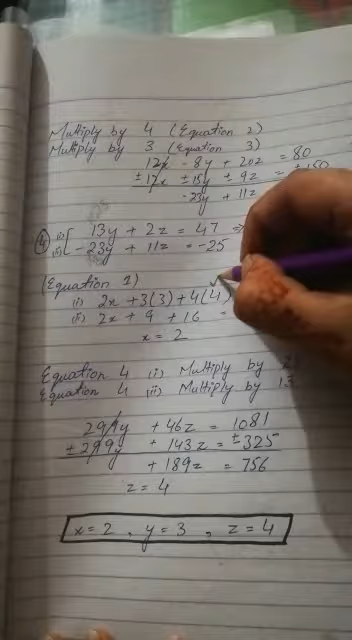 Multiply by 4 (Equation 2)
Multiply by 3 (Equation 3)
12x - 8y + 20z = 80
± 12x ± 15y ± 9z =
-23y + 11z
4 i) 13y + 2z = 47 =>
ii) -23y + 11z = -25
(Equation 1)
(i) 2x + 3(3) + 4(4)
(ii) 2x + 9 + 16 =
x = 2
Equation 4 (i) Multiply by
Equation 4 (ii) Multiply by 13
299y + 46z = 1081
± 299y + 143z = ± 325
+ 189z = 756
z = 4
x = 2 , y = 3 , z = 4